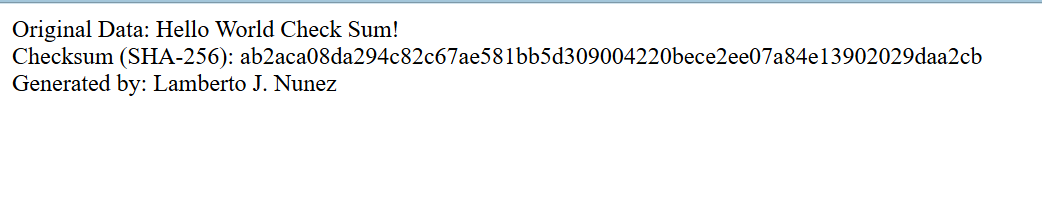 Original Data: Hello World Check Sum!
Checksum (SHA-256): ab2aca08da294c82c67ae581bb5d309004220bece2ee07a84e13902029daa2cb
Generated by: Lamberto J. Nunez